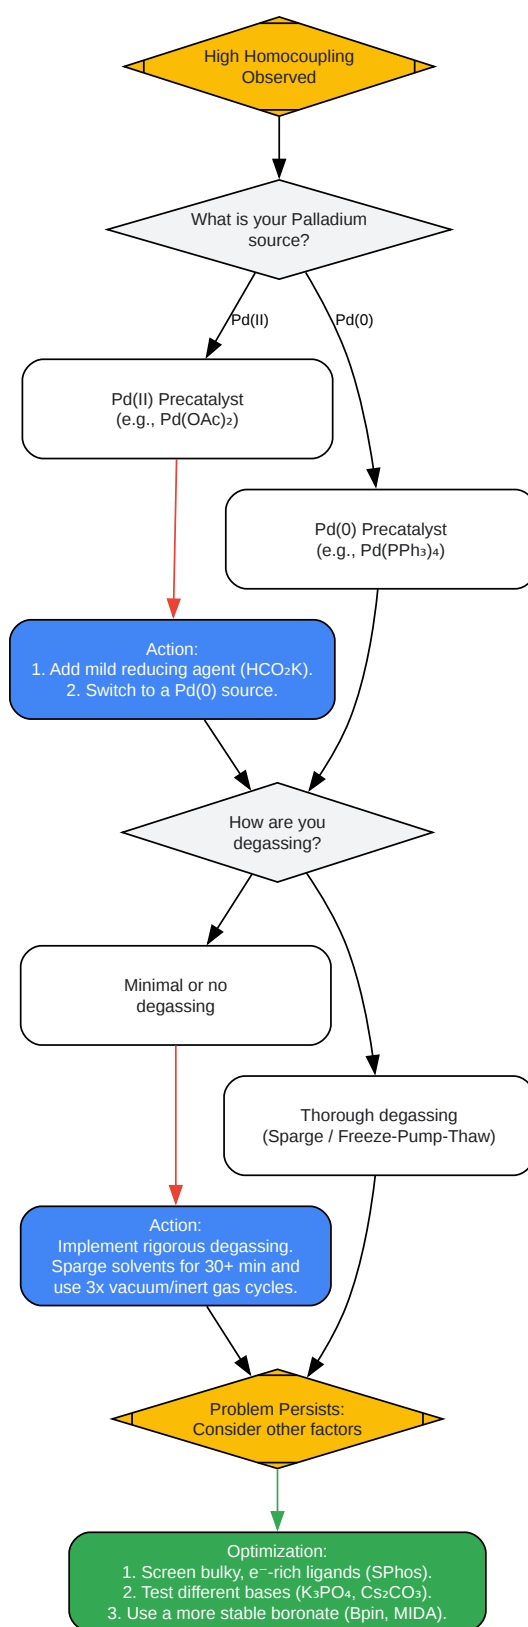 High Homocoupling
Observed
What is your Palladium
source?
Pd(II)
Pd(0)
Pd(II) Precatalyst
(e.g., Pd(OAc)₂)
Pd(0) Precatalyst
(e.g., Pd(PPh₃)₄)
Action:
1. Add mild reducing agent (HCO₂K).
2. Switch to a Pd(0) source.
How are you
degassing?
Minimal or no
degassing
Thorough degassing
(Sparge / Freeze-Pump-Thaw)
Action:
Implement rigorous degassing.
Sparge solvents for 30+ min and
use 3x vacuum/inert gas cycles.
Problem Persists:
Consider other factors
Optimization:
1. Screen bulky, e⁻-rich ligands (SPhos).
2. Test different bases (K₃PO₄, Cs₂CO₃).
3. Use a more stable boronate (Bpin, MIDA).